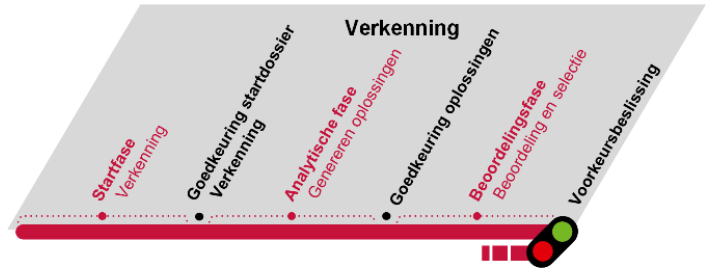 Verkenning
Startfase
Verkenning
Goedkeuring startdossier
Verkenning
Analytische fase
Genereren oplossingen
Goedkeuring oplossingen
Beoordelingsfase
Beoordeling en selectie
Voorkeursbeslissing